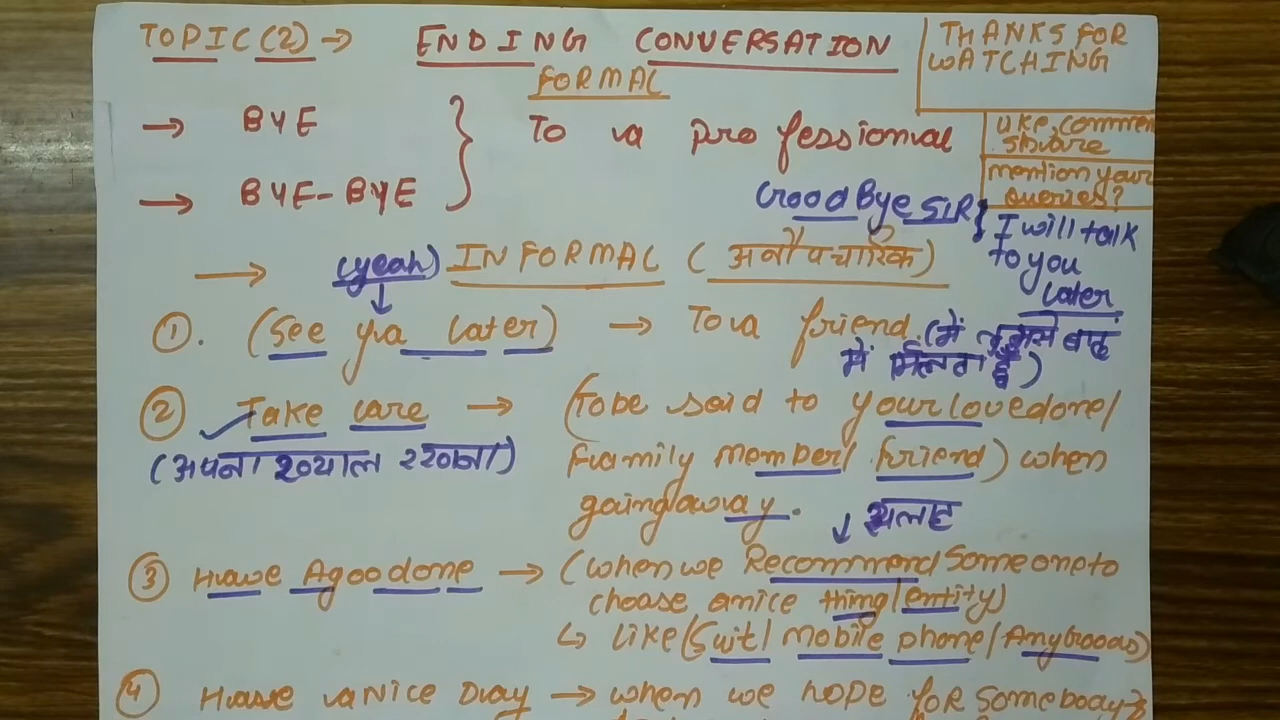 TOPIC (2) → ENDING CONVERSATION
THANKS FOR
WATCHING
FORMAL
→ BYE
→ BYE-BYE
} To a professional
like, commen
share
mention your
queries?
Good Bye SIR}
I will talk
to you
Later
→ INFORMAL (अनौपचारिक)
(yeah)
↓
①. (See ya later) → To a friend.
(में तुमसे बाद
में मिलता हूँ)
② Take care → (To be said to your loved one/
(अपना ख्याल रखना)
family member/ friend) when
going away.
↓ सलाह
③ Have A good one → (when we Recommend Someone to
choose a nice thing/entity)
↳ Like (Suit/ Mobile phone/ Any Goods)
④ Have a Nice Day → when we hope for somebody's